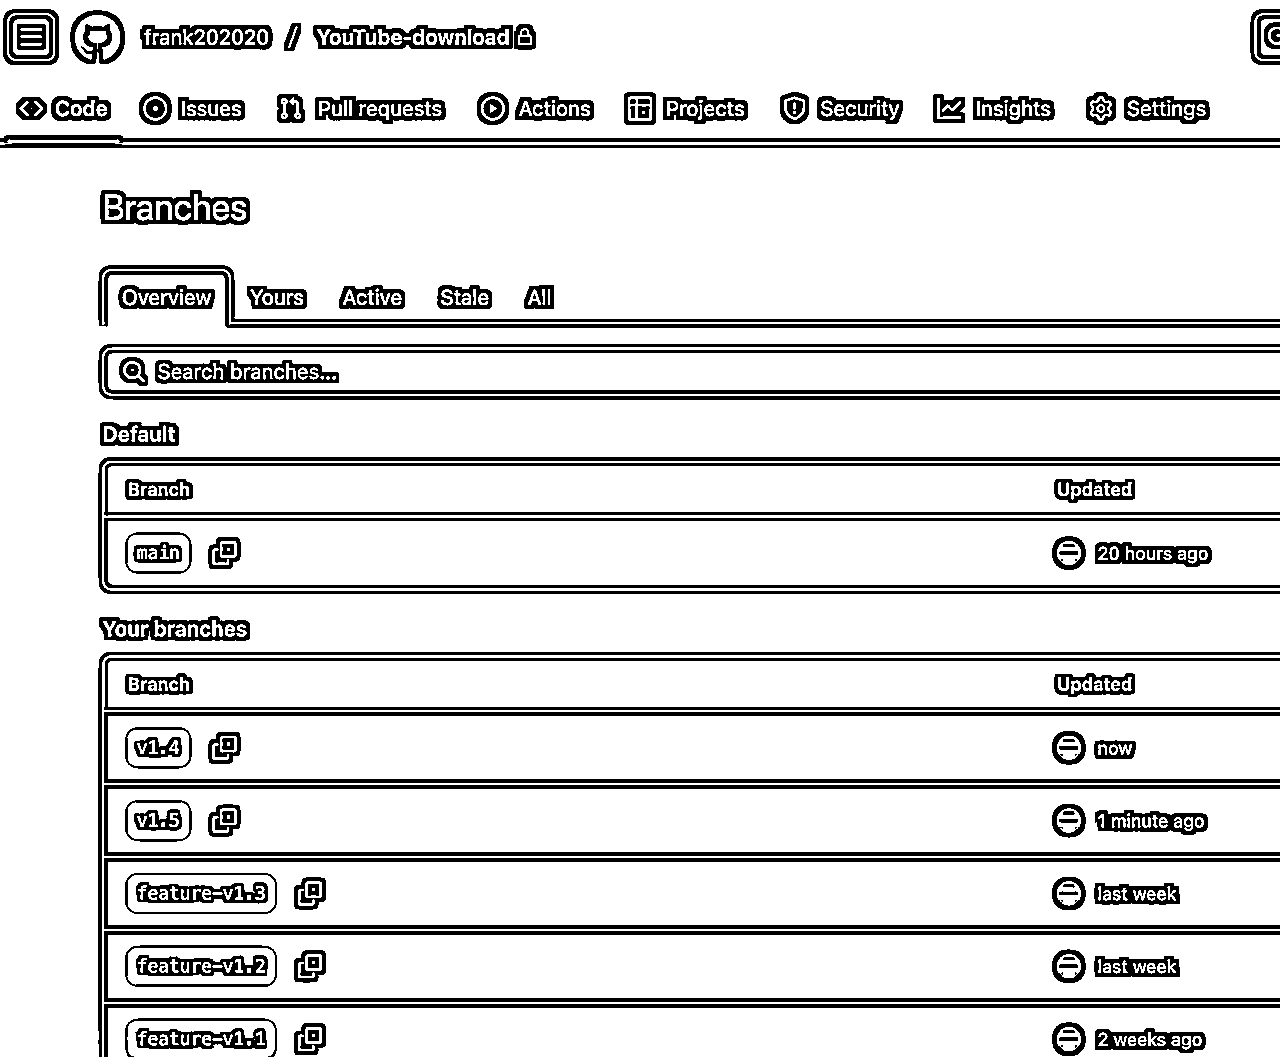 frank202020 / YouTube-download
Code Issues Pull requests Actions Projects Security Insights Settings
Branches
Overview Yours Active Stale All
Search branches...
Default
Branch Updated
main 20 hours ago
Your branches
Branch Updated
v1.4 now
v1.5 1 minute ago
feature-v1.3 last week
feature-v1.2 last week
feature-v1.1 2 weeks ago